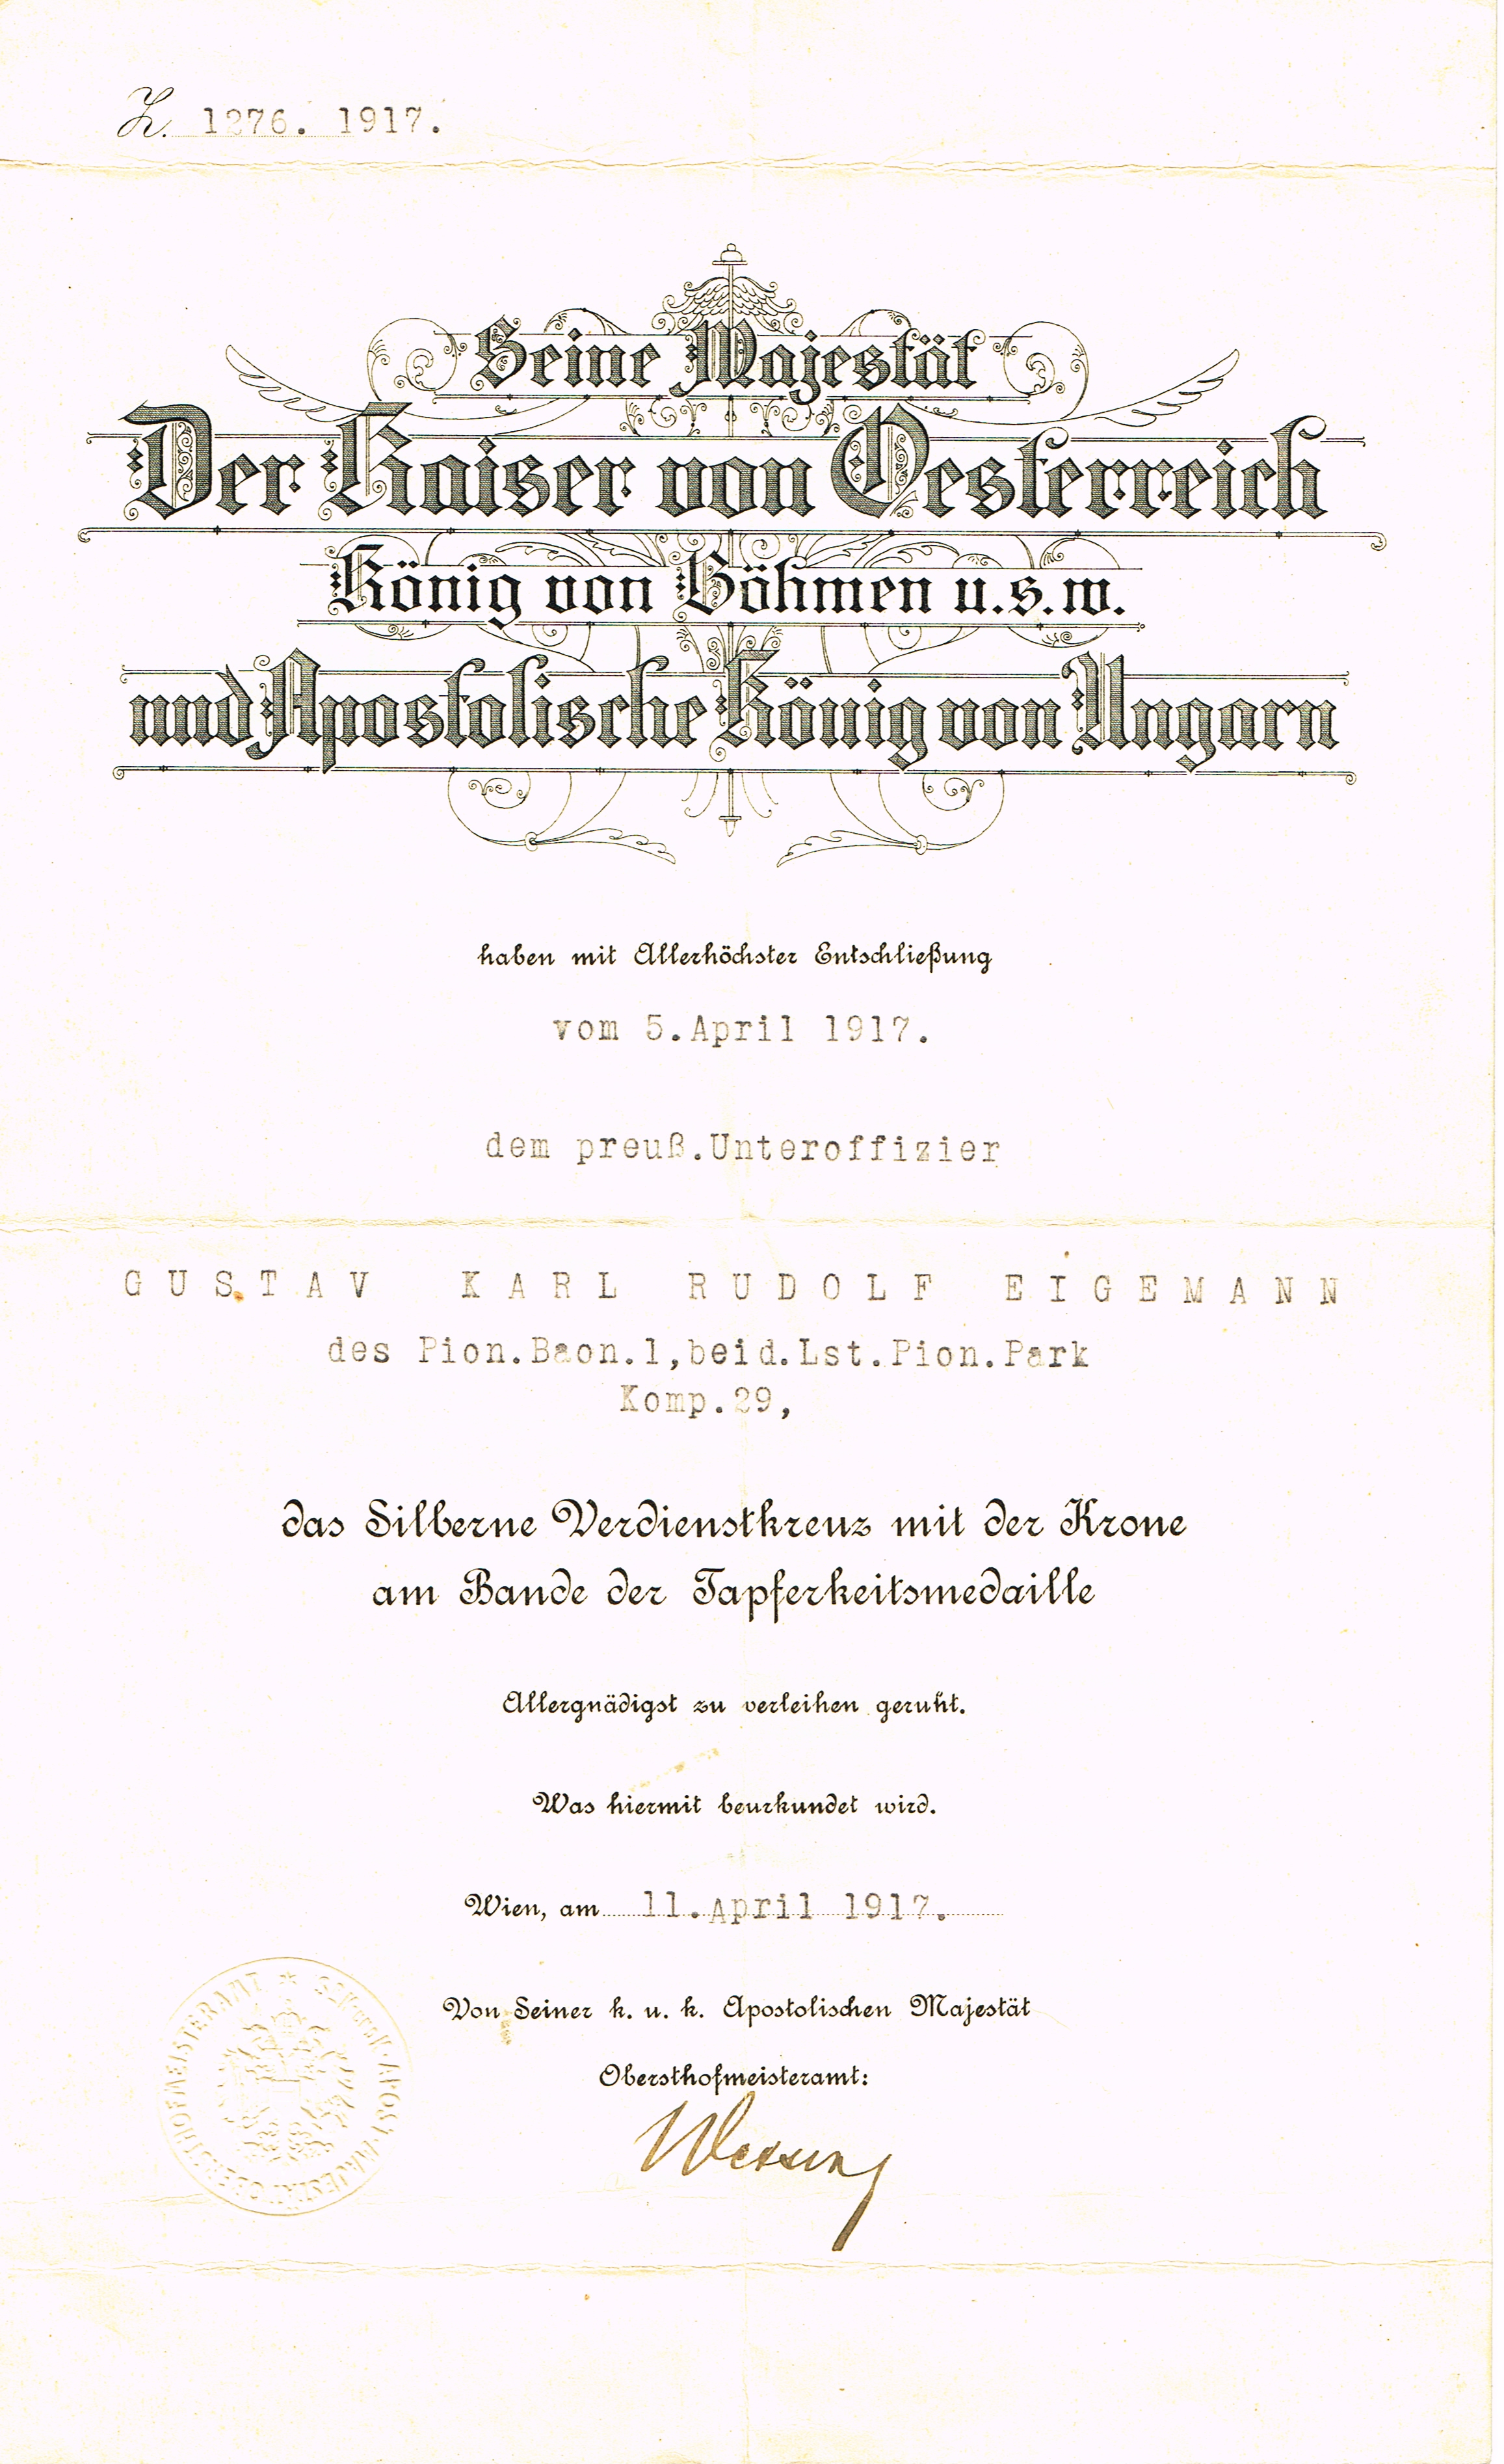 Z. 1276. 1917.
Seine Majestät
Der Kaiser von Oesterreich
König von Böhmen u.s.w.
und Apostolische König von Ungarn
haben mit Allerhöchster Entschließung
vom 5.April 1917.
dem preuß.Unteroffizier
GUSTAV KARL RUDOLF EIGEMANN
des Pion.Baon.1,beid.Lst.Pion.Park
Komp.29,
das Silberne Verdienstkreuz mit der Krone
am Bande der Tapferkeitsmedaille
Allergnädigst zu verleihen geruht.
Was hiermit beurkundet wird.
Wien, am 11.April 1917.
Von Seiner k. u. k. Apostolischen Majestät
Obersthofmeisteramt: